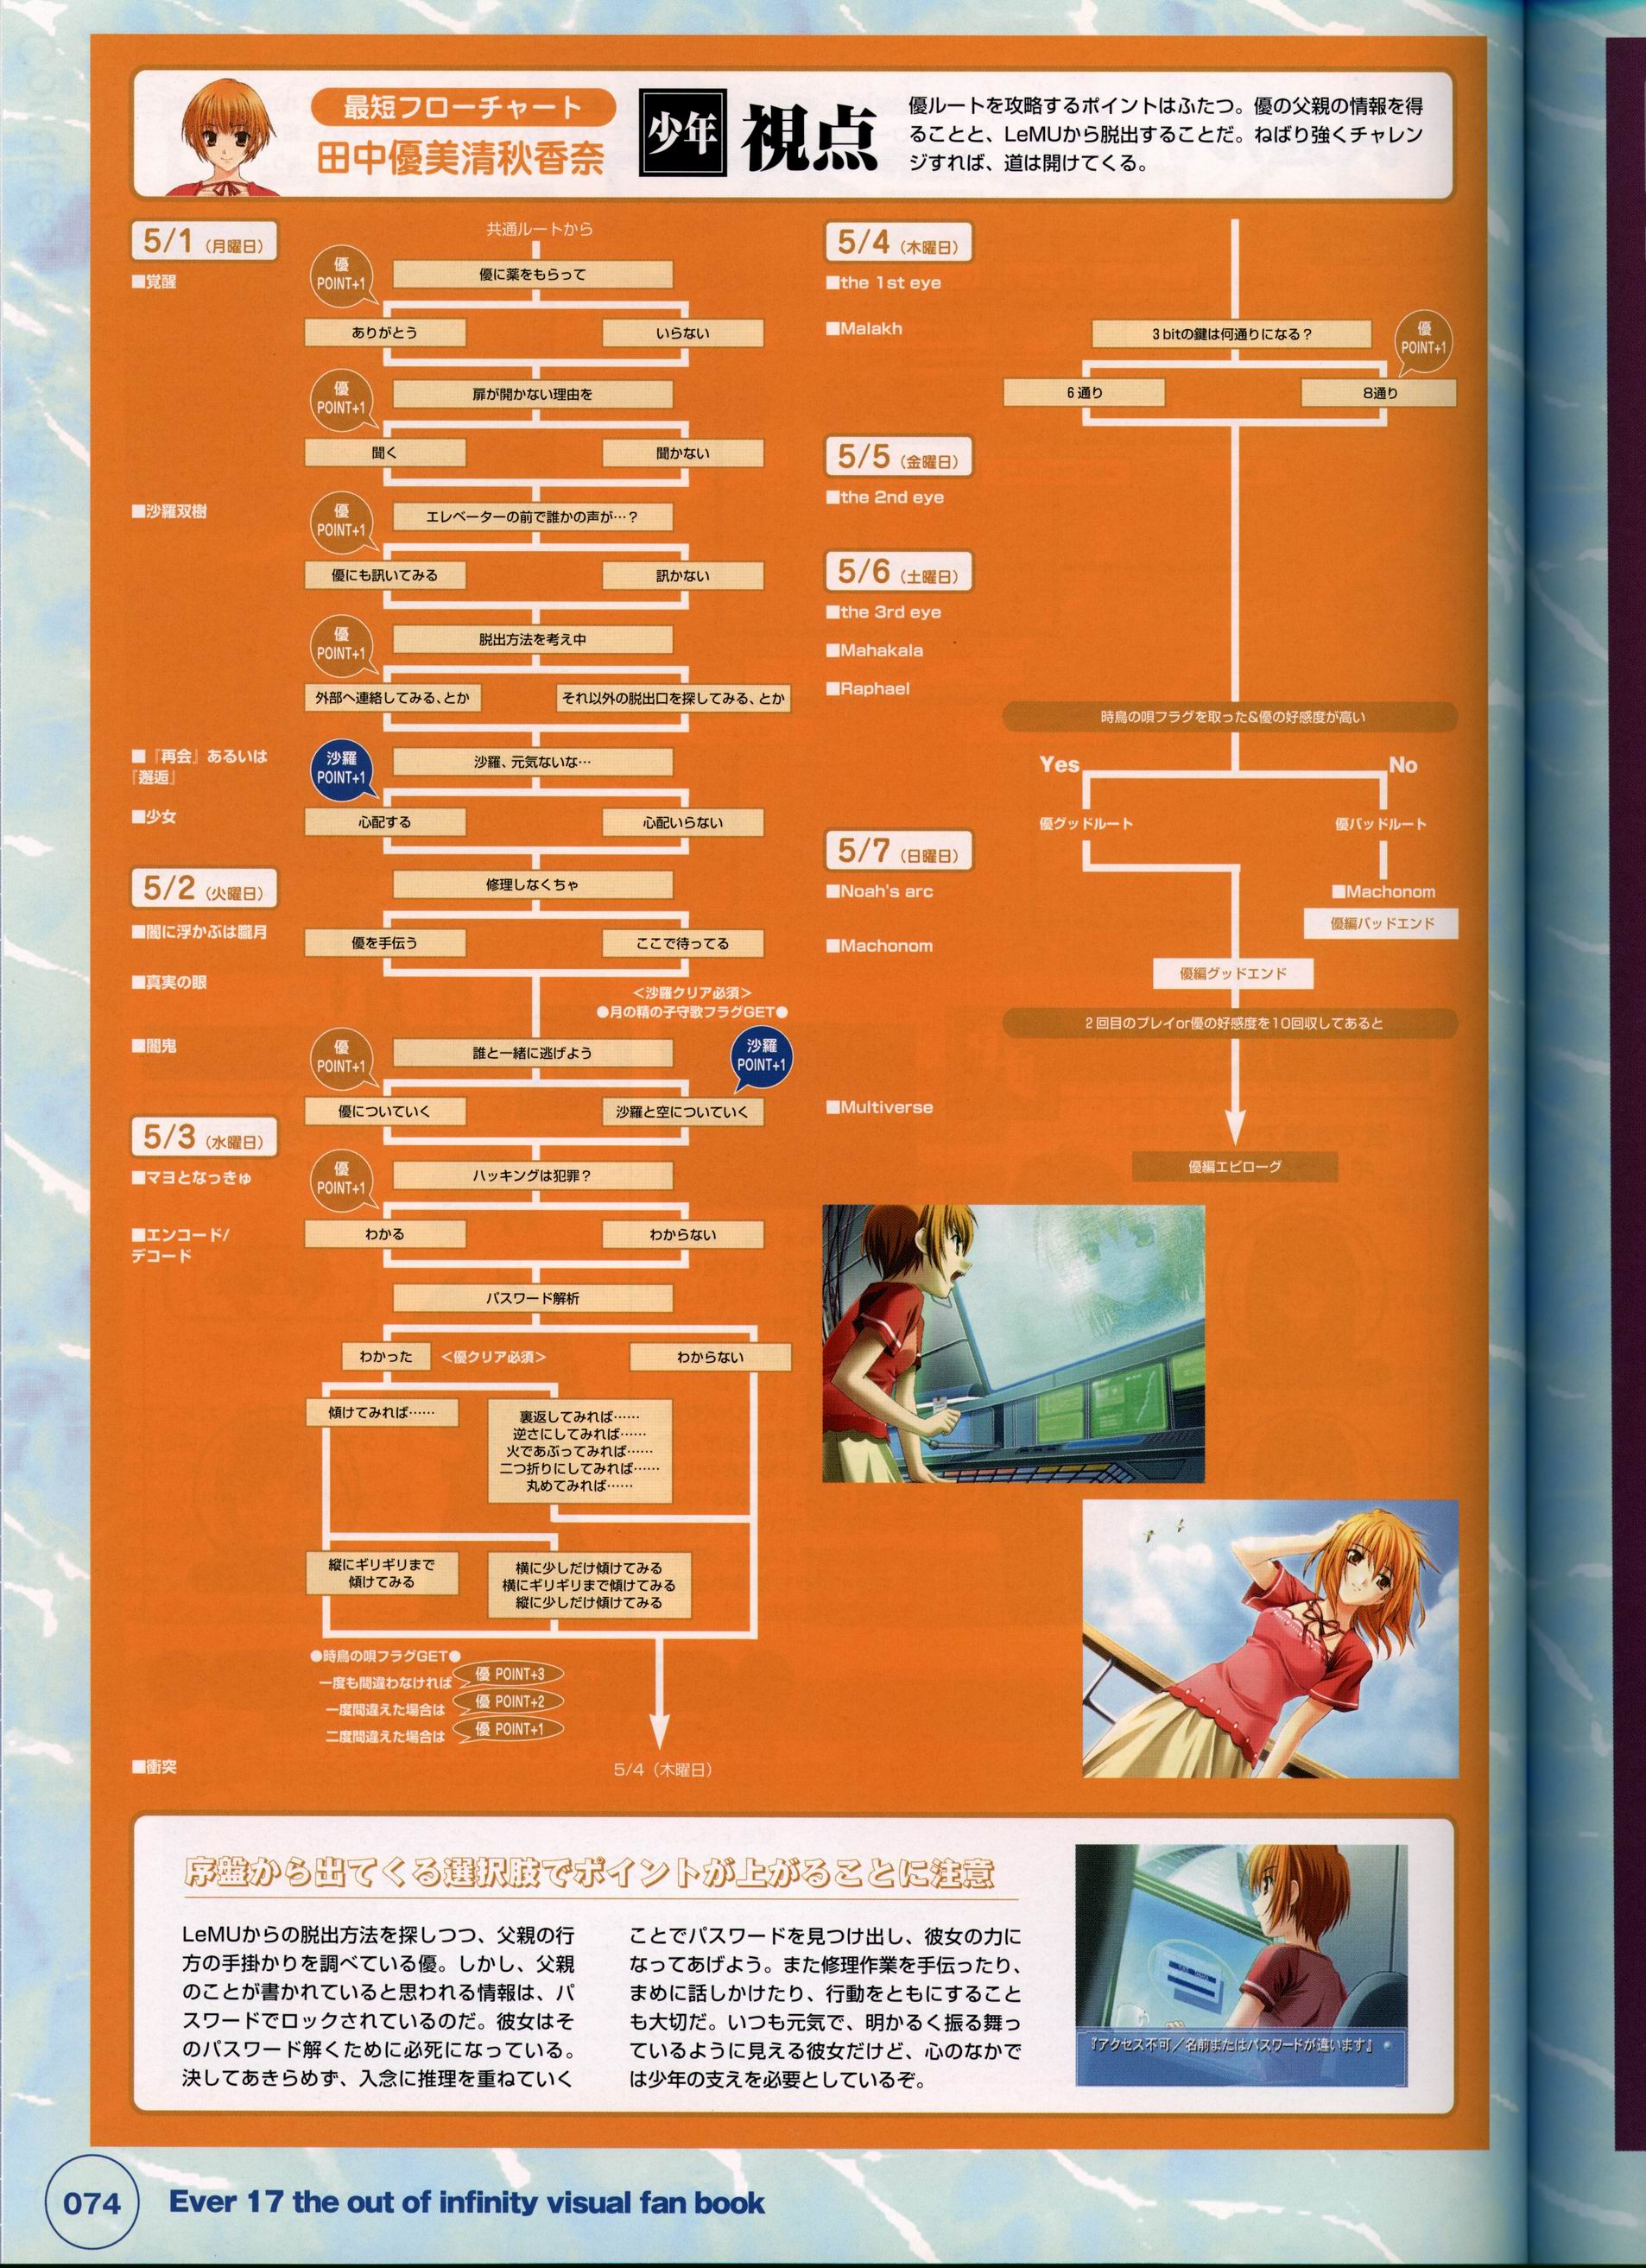 最短フローチャート
田中優美清秋香奈
少年 視点
優ルートを攻略するポイントはふたつ。優の父親の情報を得
ることと、LeMUから脱出することだ。ねばり強くチャレン
ジすれば、道は開けてくる。
5/1（月曜日）
共通ルートから
■覚醒
優
POINT+1
優に薬をもらって
ありがとう
いらない
優
POINT+1
扉が開かない理由を
聞く
聞かない
■沙羅双樹
優
POINT+1
エレベーターの前で誰かの声が…？
優にも訊いてみる
訊かない
優
POINT+1
脱出方法を考え中
外部へ連絡してみる、とか
それ以外の脱出口を探してみる、とか
■『再会』あるいは
『邂逅』
沙羅
POINT+1
沙羅、元気ないな…
■少女
心配する
心配いらない
5/2（火曜日）
修理しなくちゃ
■闇に浮かぶは朧月
優を手伝う
ここで待ってる
■真実の眼
＜沙羅クリア必須＞
●月の精の子守歌フラグGET●
■闇鬼
優
POINT+1
誰と一緒に逃げよう
沙羅
POINT+1
優についていく
沙羅と空についていく
5/3（水曜日）
■マヨとなっきゅ
優
POINT+1
ハッキングは犯罪？
■エンコード/
デコード
わかる
わからない
パスワード解析
わかった
＜優クリア必須＞
わからない
傾けてみれば……
裏返してみれば……
逆さにしてみれば……
火であぶってみれば……
二つ折りにしてみれば……
丸めてみれば……
縦にギリギリまで
傾けてみる
横に少しだけ傾けてみる
横にギリギリまで傾けてみる
縦に少しだけ傾けてみる
●時鳥の唄フラグGET●
一度も間違わなければ 優 POINT+3
一度間違えた場合は 優 POINT+2
二度間違えた場合は 優 POINT+1
■衝突
5/4（木曜日）
5/4（木曜日）
■the 1st eye
■Malakh
3 bitの鍵は何通りになる？
優
POINT+1
6通り
8通り
5/5（金曜日）
■the 2nd eye
5/6（土曜日）
■the 3rd eye
■Mahakala
■Raphael
時鳥の唄フラグを取った&優の好感度が高い
Yes
No
優グッドルート
優バッドルート
5/7（日曜日）
■Noah's arc
■Machonom
優編バッドエンド
■Machonom
優編グッドエンド
2回目のプレイor優の好感度を10回収してあると
■Multiverse
優編エピローグ
序盤から出てくる選択肢でポイントが上がることに注意
LeMUからの脱出方法を探しつつ、父親の行
方の手掛かりを調べている優。しかし、父親
のことが書かれていると思われる情報は、パ
スワードでロックされているのだ。彼女はそ
のパスワード解くために必死になっている。
決してあきらめず、入念に推理を重ねていく
ことでパスワードを見つけ出し、彼女の力に
なってあげよう。また修理作業を手伝ったり、
まめに話しかけたり、行動をともにすること
も大切だ。いつも元気で、明かるく振る舞っ
ているように見える彼女だけど、心のなかで
は少年の支えを必要としているぞ。
『アクセス不可／名前またはパスワードが違います』
074
Ever 17 the out of infinity visual fan book